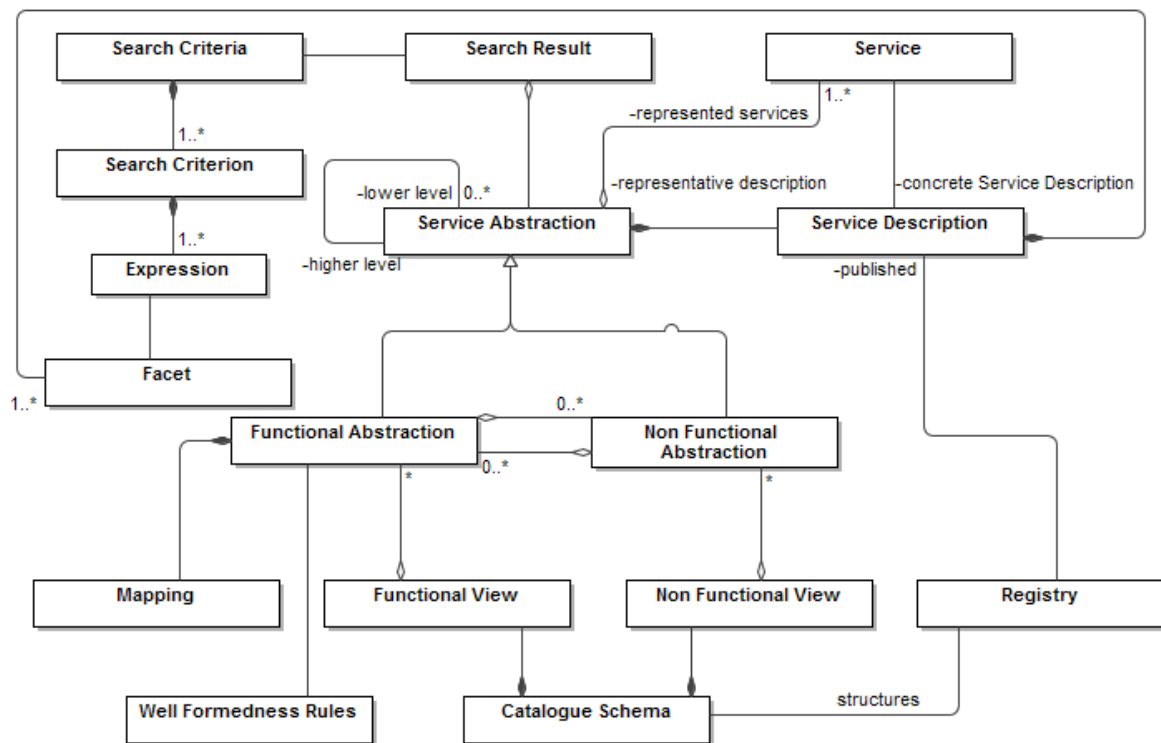 Search Criteria
Search Result
Service
1..*
-represented services
1..*
Search Criterion
-lower level
0..*
-representative description
-concrete Service Description
Service Abstraction
Service Description
1..*
-higher level
-published
Expression
Facet
1..*
0..*
Functional Abstraction
Non Functional
Abstraction
0..*
*
*
Mapping
Functional View
Non Functional View
Registry
structures
Well Formedness Rules
Catalogue Schema